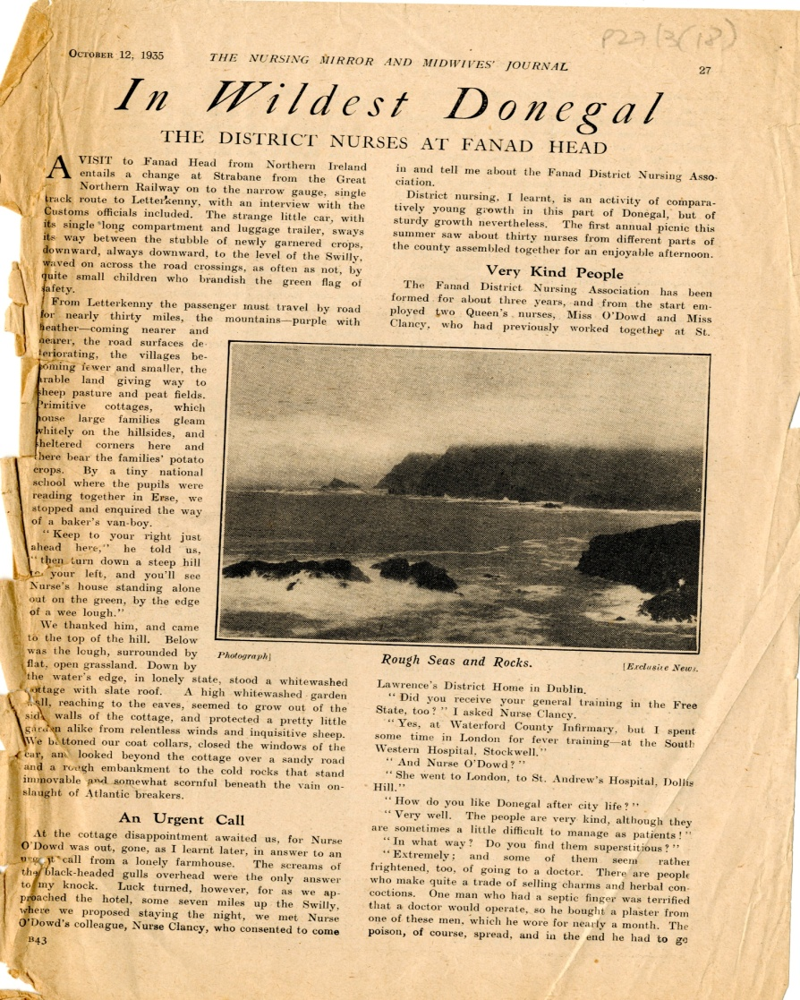 P27/3(18)
OCTOBER 12, 1935
THE NURSING MIRROR AND MIDWIVES' JOURNAL
27
In Wildest Donegal
THE DISTRICT NURSES AT FANAD HEAD
A VISIT to Fanad Head from Northern Ireland
entails a change at Strabane from the Great
Northern Railway on to the narrow gauge, single
track route to Letterkenny, with an interview with the
Customs officials included. The strange little car, with
its single long compartment and luggage trailer, sways
its way between the stubble of newly garnered crops,
downward, always downward, to the level of the Swilly,
waved on across the road crossings, as often as not, by
quite small children who brandish the green flag of
safety.
From Letterkenny the passenger must travel by road
for nearly thirty miles, the mountains—purple with
heather—coming nearer and
nearer, the road surfaces de-
teriorating, the villages be-
coming fewer and smaller, the
arable land giving way to
sheep pasture and peat fields.
Primitive cottages, which
house large families gleam
whitely on the hillsides, and
sheltered corners here and
there bear the families' potato
crops. By a tiny national
school where the pupils were
reading together in Erse, we
stopped and enquired the way
of a baker's van-boy.
"Keep to your right just
ahead here," he told us,
"then turn down a steep hill
to your left, and you'll see
Nurse's house standing alone
out on the green, by the edge
of a wee lough."
We thanked him, and came
to the top of the hill. Below
was the lough, surrounded by
flat, open grassland. Down by
the water's edge, in lonely state, stood a whitewashed
cottage with slate roof. A high whitewashed garden
wall, reaching to the eaves, seemed to grow out of the
side walls of the cottage, and protected a pretty little
garden alike from relentless winds and inquisitive sheep.
We buttoned our coat collars, closed the windows of the
car, and looked beyond the cottage over a sandy road
and a rough embankment to the cold rocks that stand
immovable and somewhat scornful beneath the vain on-
slaught of Atlantic breakers.
An Urgent Call
At the cottage disappointment awaited us, for Nurse
O'Dowd was out, gone, as I learnt later, in answer to an
urgent call from a lonely farmhouse. The screams of
the black-headed gulls overhead were the only answer
to my knock. Luck turned, however, for as we ap-
proached the hotel, some seven miles up the Swilly,
where we proposed staying the night, we met Nurse
O'Dowd's colleague, Nurse Clancy, who consented to come
B43
in and tell me about the Fanad District Nursing Asso-
ciation.
District nursing, I learnt, is an activity of compara-
tively young growth in this part of Donegal, but of
sturdy growth nevertheless. The first annual picnic this
summer saw about thirty nurses from different parts of
the county assembled together for an enjoyable afternoon.
Very Kind People
The Fanad District Nursing Association has been
formed for about three years, and from the start em-
ployed two Queen's nurses, Miss O'Dowd and Miss
Clancy, who had previously worked together at St.
Photograph]
Rough Seas and Rocks.
[Exclusive News.
Lawrence's District Home in Dublin.
"Did you receive your general training in the Free
State, too?" I asked Nurse Clancy.
"Yes, at Waterford County Infirmary, but I spent
some time in London for fever training—at the South
Western Hospital, Stockwell."
"And Nurse O'Dowd?"
"She went to London, to St. Andrew's Hospital, Dollis
Hill."
"How do you like Donegal after city life?"
"Very well. The people are very kind, although they
are sometimes a little difficult to manage as patients!"
"In what way? Do you find them superstitious?"
"Extremely; and some of them seem rather
frightened, too, of going to a doctor. There are people
who make quite a trade of selling charms and herbal con-
coctions. One man who had a septic finger was terrified
that a doctor would operate, so he bought a plaster from
one of these men, which he wore for nearly a month. The
poison, of course, spread, and in the end he had to go